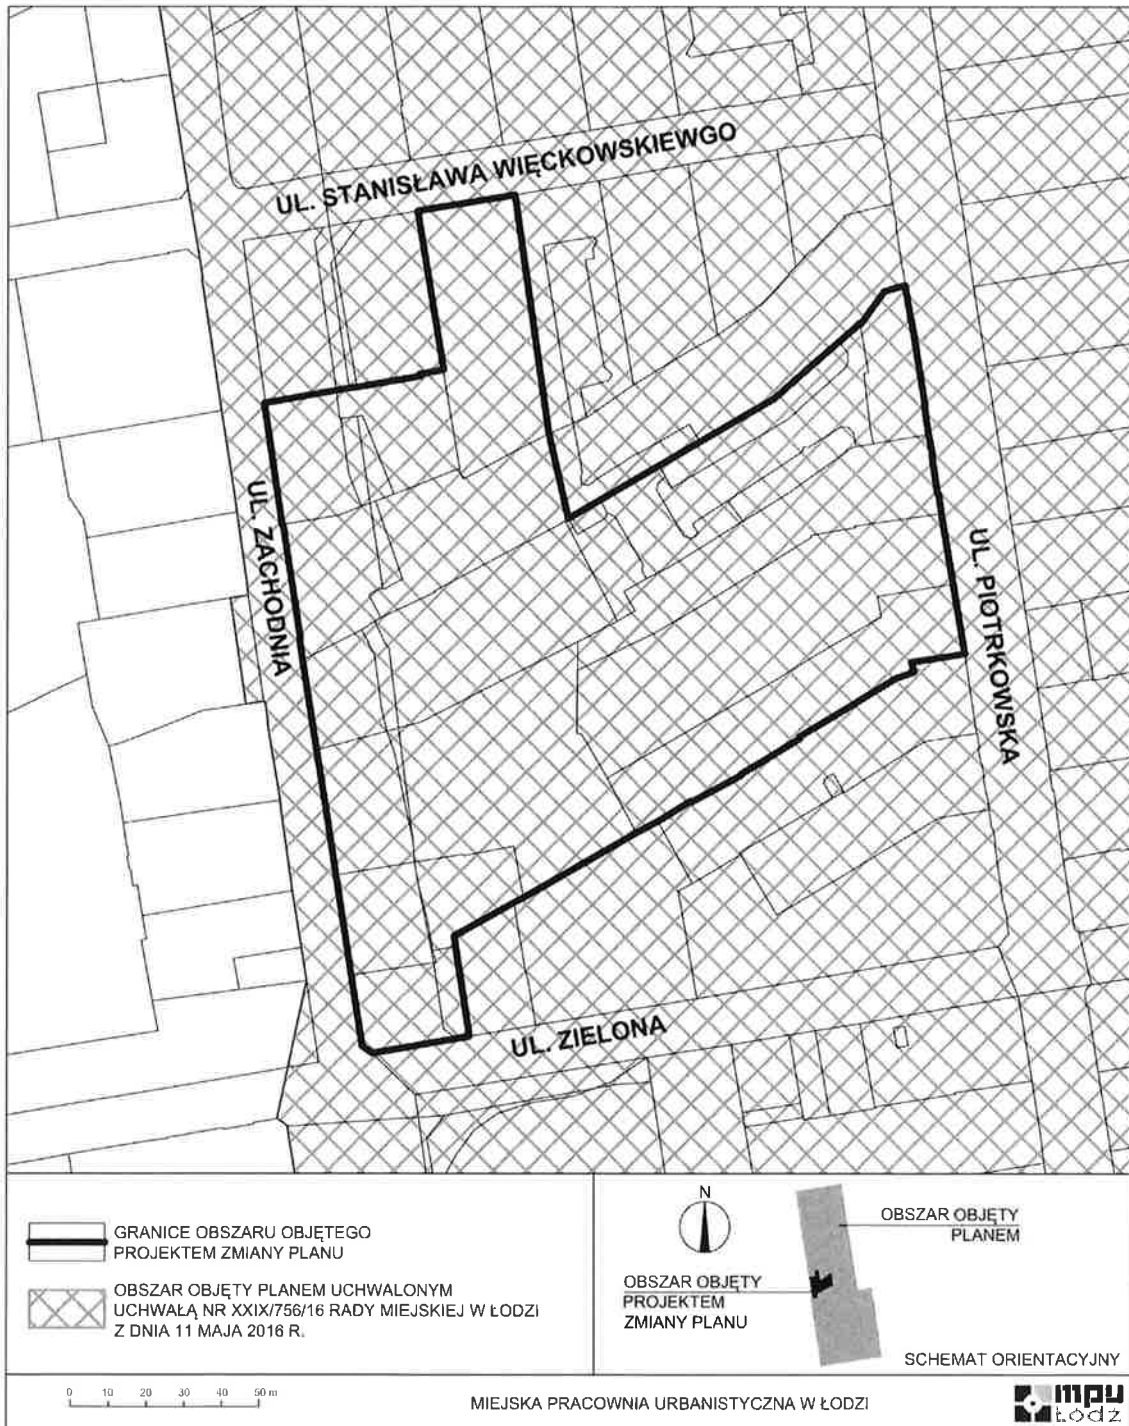 UL. STANISŁAWA WIĘCKOWSKIEWGO
UL. ZACHODNIA
UL. PIOTRKOWSKA
UL. ZIELONA
GRANICE OBSZARU OBJĘTEGO
PROJEKTEM ZMIANY PLANU
OBSZAR OBJĘTY PLANEM UCHWALONYM
UCHWAŁĄ NR XXIX/756/16 RADY MIEJSKIEJ W ŁODZI
Z DNIA 11 MAJA 2016 R.
N
OBSZAR OBJĘTY
PLANEM
OBSZAR OBJĘTY
PROJEKTEM
ZMIANY PLANU
SCHEMAT ORIENTACYJNY
0 10 20 30 40 50 m
MIEJSKA PRACOWNIA URBANISTYCZNA W ŁODZI
mpu
Łódź